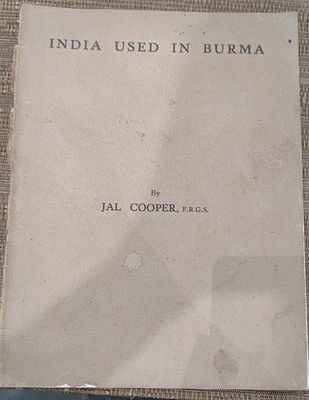 INDIA USED IN BURMA
By
JAL COOPER, F.R.G.S.